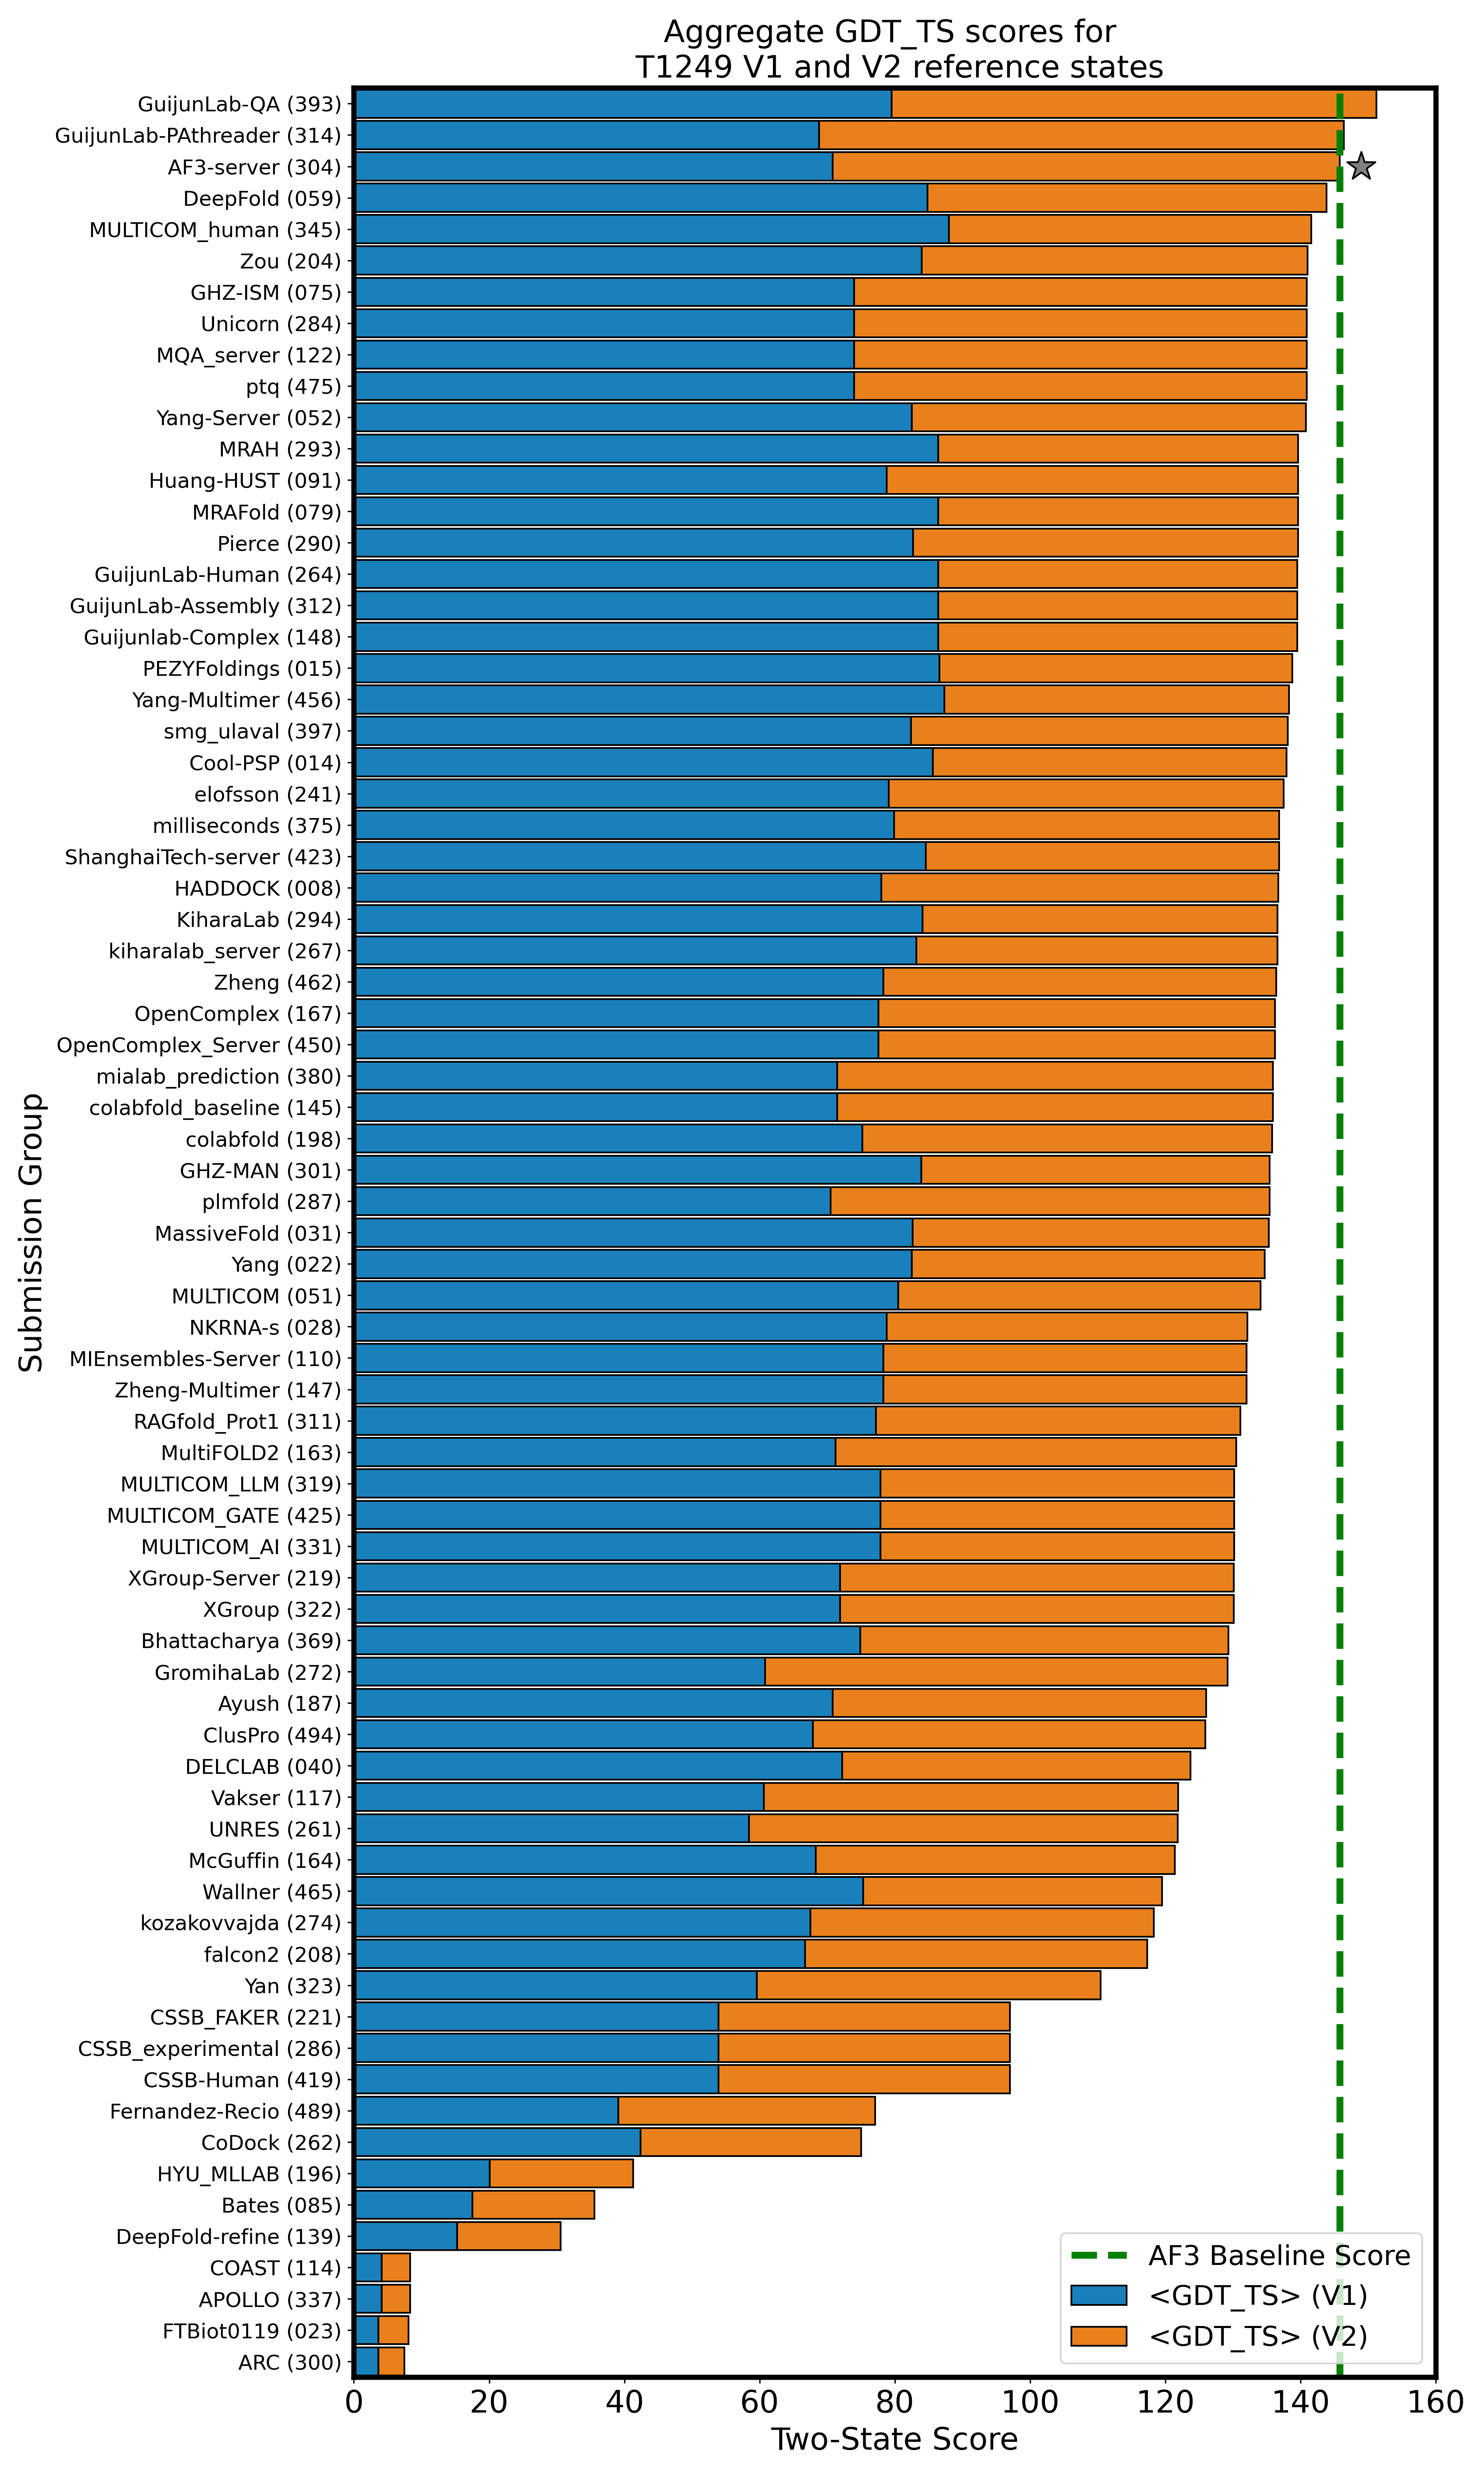 Aggregate GDT_TS scores for
T1249 V1 and V2 reference states
GuijunLab-QA (393)
GuijunLab-PAthreader (314)
AF3-server (304)
DeepFold (059)
MULTICOM_human (345)
Zou (204)
GHZ-ISM (075)
Unicorn (284)
MQA_server (122)
ptq (475)
Yang-Server (052)
MRAH (293)
Huang-HUST (091)
MRAFold (079)
Pierce (290)
GuijunLab-Human (264)
GuijunLab-Assembly (312)
Guijunlab-Complex (148)
PEZYFoldings (015)
Yang-Multimer (456)
smg_ulaval (397)
Cool-PSP (014)
elofsson (241)
milliseconds (375)
ShanghaiTech-server (423)
HADDOCK (008)
KiharaLab (294)
kiharalab_server (267)
Zheng (462)
OpenComplex (167)
OpenComplex_Server (450)
mialab_prediction (380)
colabfold_baseline (145)
colabfold (198)
GHZ-MAN (301)
plmfold (287)
MassiveFold (031)
Yang (022)
MULTICOM (051)
NKRNA-s (028)
MIEnsembles-Server (110)
Zheng-Multimer (147)
RAGfold_Prot1 (311)
MultiFOLD2 (163)
MULTICOM_LLM (319)
MULTICOM_GATE (425)
MULTICOM_AI (331)
XGroup-Server (219)
XGroup (322)
Bhattacharya (369)
GromihaLab (272)
Ayush (187)
ClusPro (494)
DELCLAB (040)
Vakser (117)
UNRES (261)
McGuffin (164)
Wallner (465)
kozakovvajda (274)
falcon2 (208)
Yan (323)
CSSB_FAKER (221)
CSSB_experimental (286)
CSSB-Human (419)
Fernandez-Recio (489)
CoDock (262)
HYU_MLLAB (196)
Bates (085)
DeepFold-refine (139)
COAST (114)
APOLLO (337)
FTBiot0119 (023)
ARC (300)
Submission Group
AF3 Baseline Score
<GDT_TS> (V1)
<GDT_TS> (V2)
0 20 40 60 80 100 120 140 160
Two-State Score